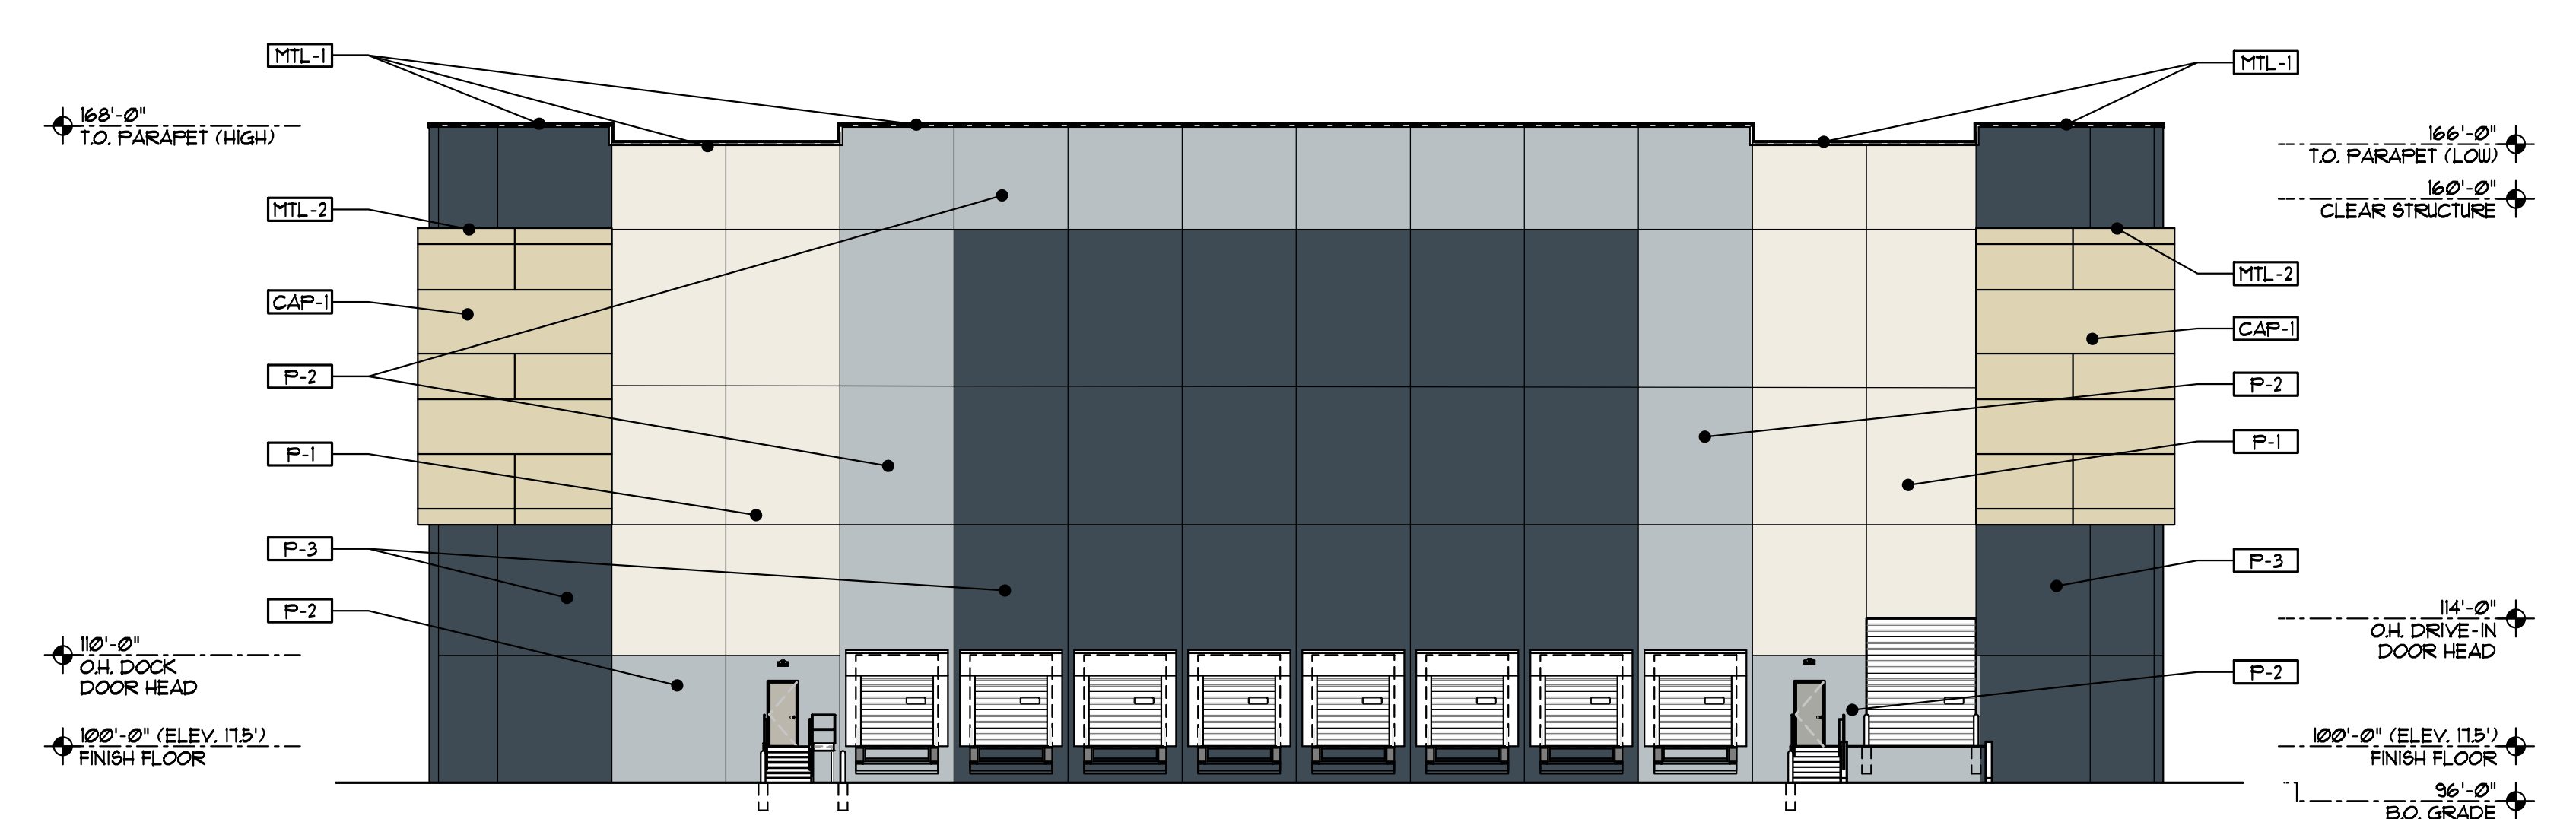 MTL-1
168'-0"
T.O. PARAPET (HIGH)
MTL-2
CAP-1
P-2
P-1
P-3
P-2
110'-0"
O.H. DOCK
DOOR HEAD
100'-0" (ELEV. 17.5')
FINISH FLOOR
MTL-1
166'-0"
T.O. PARAPET (LOW)
160'-0"
CLEAR STRUCTURE
MTL-2
CAP-1
P-2
P-1
P-3
114'-0"
O.H. DRIVE-IN
DOOR HEAD
P-2
100'-0" (ELEV. 17.5')
FINISH FLOOR
96'-0"
B.O. GRADE